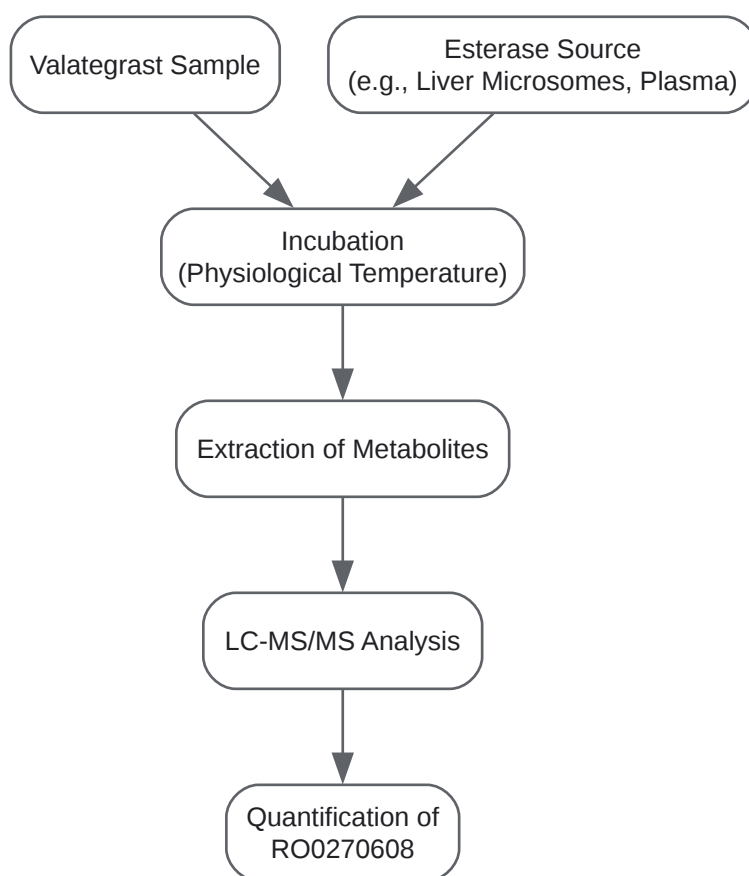 Valategrast Sample
Esterase Source
(e.g., Liver Microsomes, Plasma)
Incubation
(Physiological Temperature)
Extraction of Metabolites
LC-MS/MS Analysis
Quantification of
RO0270608